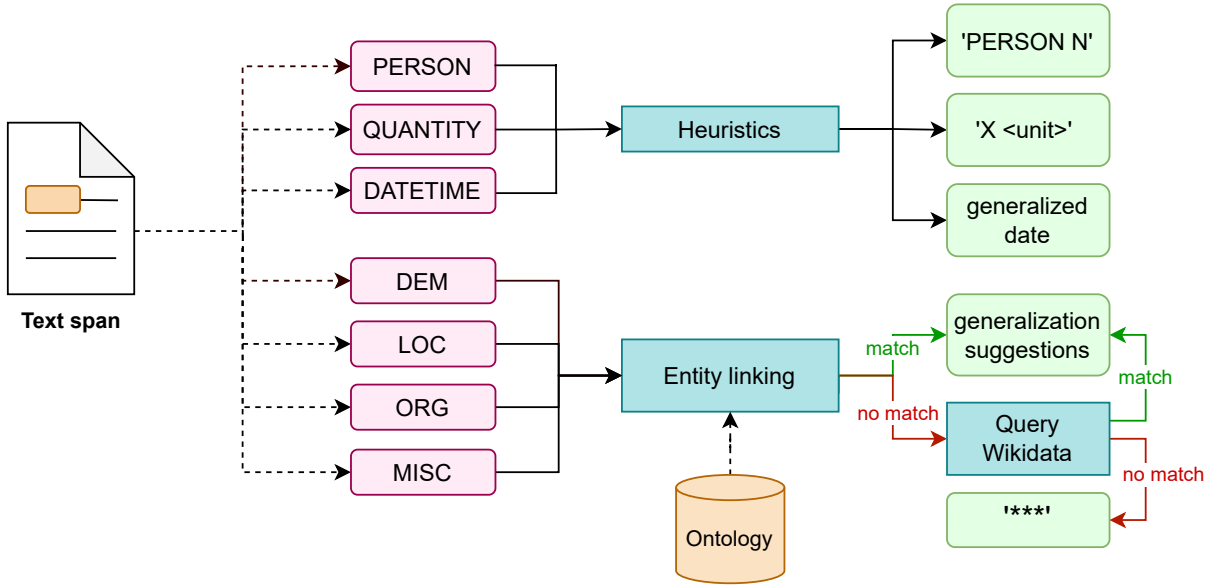 Text span
PERSON
QUANTITY
DATETIME
DEM
LOC
ORG
MISC
Heuristics
Entity linking
Ontology
'PERSON N'
'X <unit>'
generalized
date
match
no match
generalization
suggestions
match
Query
Wikidata
no match
'***'